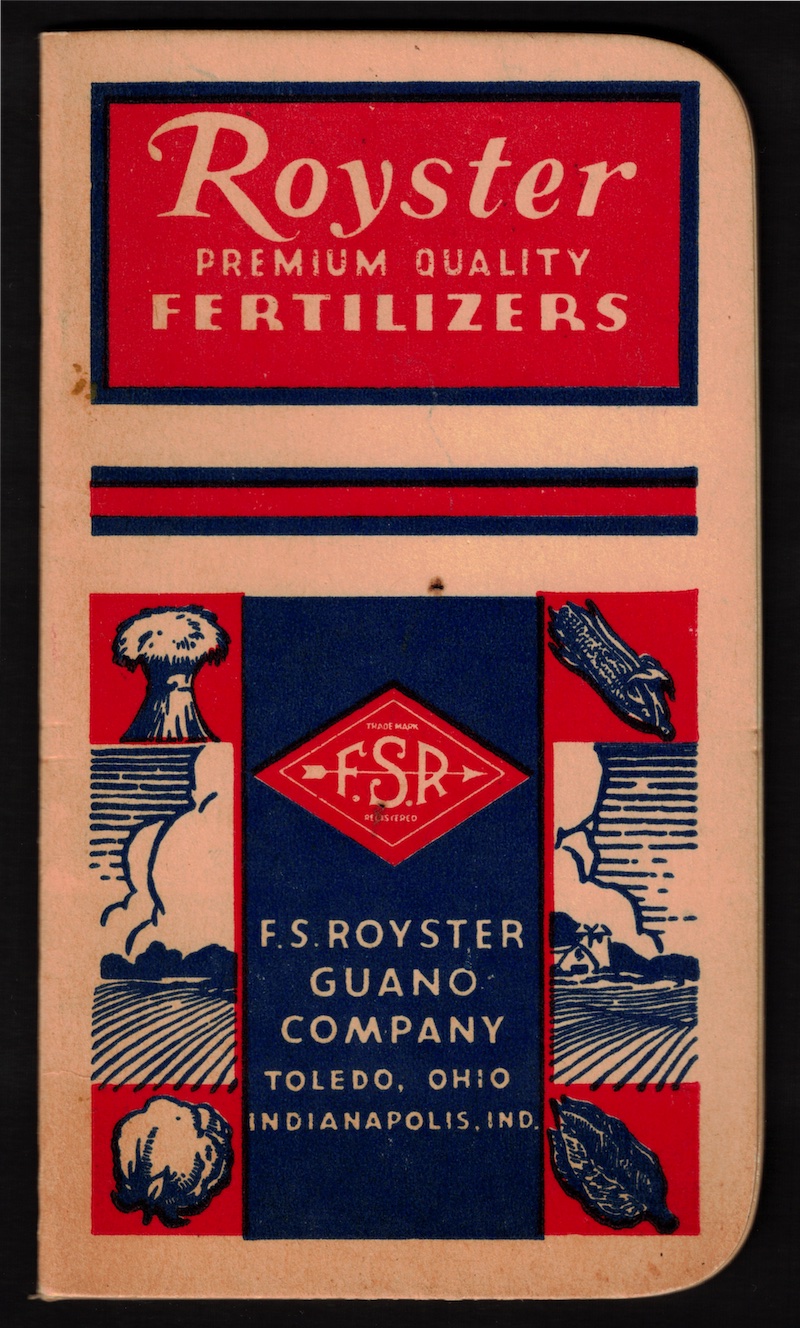 Royster
PREMIUM QUALITY
FERTILIZERS
TRADE MARK
F.S.R
REGISTERED
F.S. ROYSTER
GUANO
COMPANY
TOLEDO, OHIO
INDIANAPOLIS, IND.